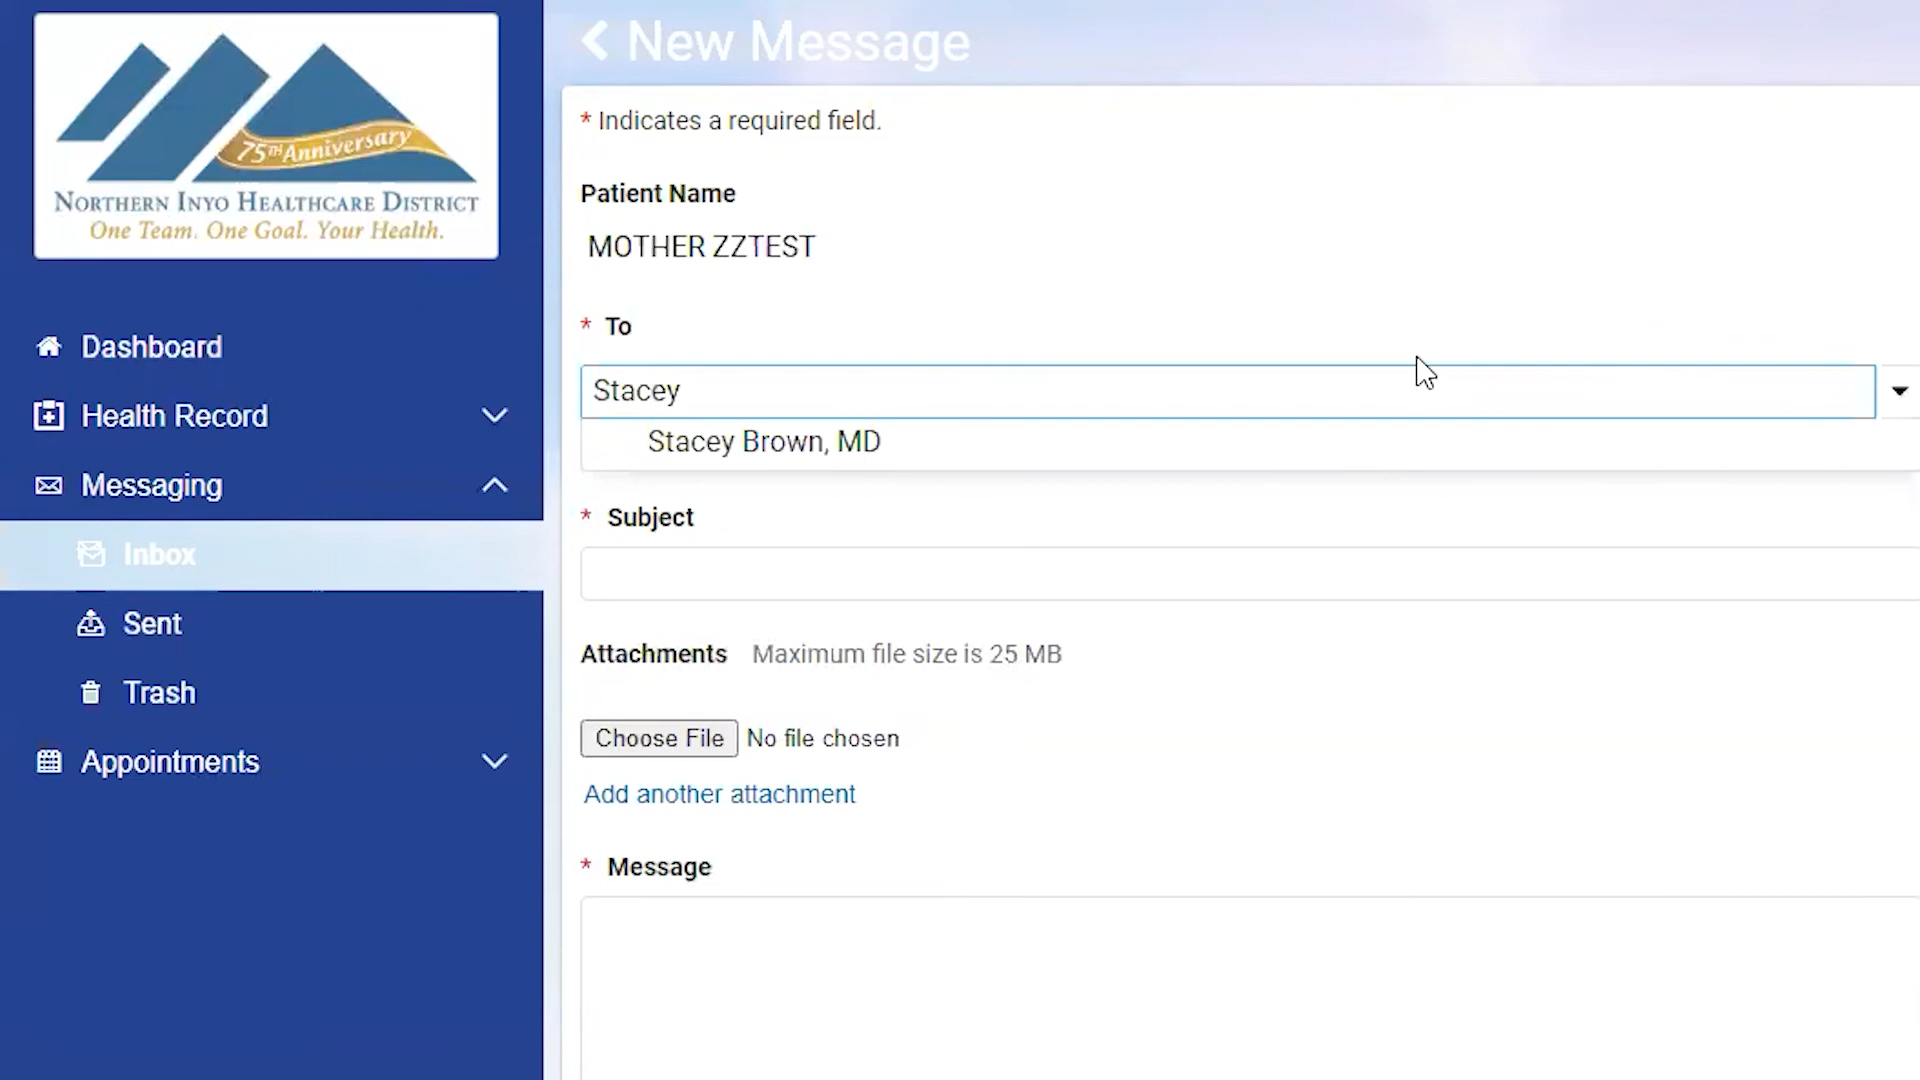 75TH Anniversary
NORTHERN INYO HEALTHCARE DISTRICT
One Team. One Goal. Your Health.
Dashboard
Health Record
Messaging
Inbox
Sent
Trash
Appointments
New Message
* Indicates a required field.
Patient Name
MOTHER ZZTEST
* To
Stacey
Stacey Brown, MD
* Subject
Attachments Maximum file size is 25 MB
Choose File No file chosen
Add another attachment
* Message